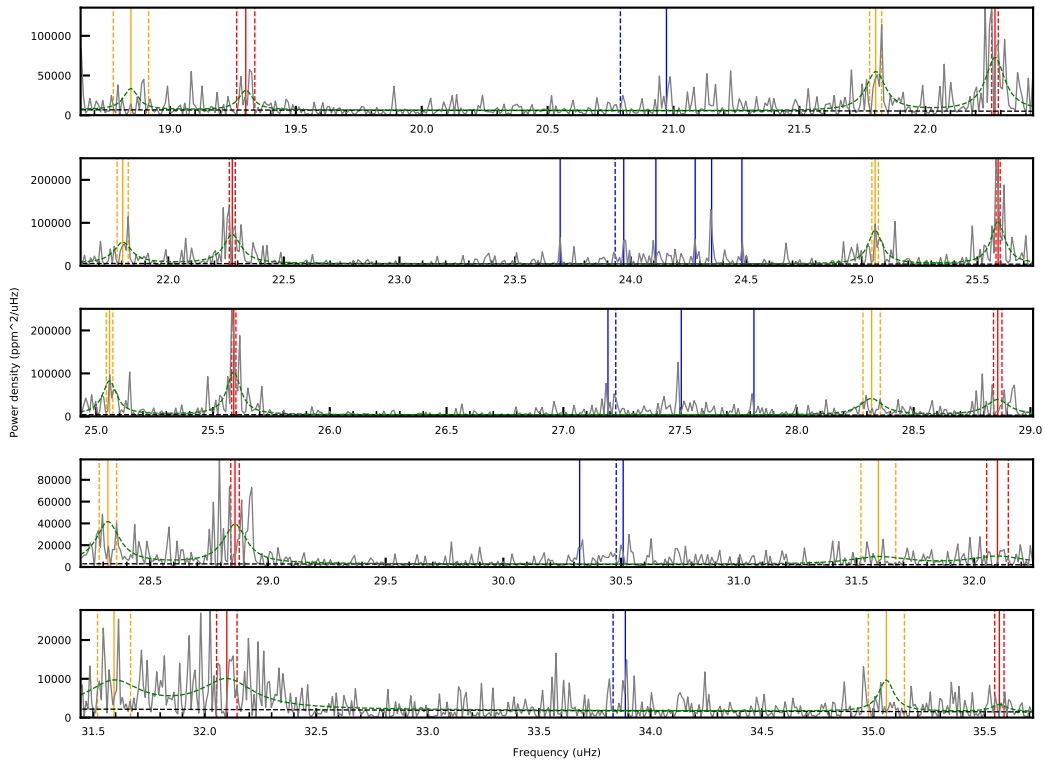 100000
50000
0
19.0 19.5 20.0 20.5 21.0 21.5 22.0
200000
100000
0
22.0 22.5 23.0 23.5 24.0 24.5 25.0 25.5
Power density (ppm^2/uHz)
200000
100000
0
25.0 25.5 26.0 26.5 27.0 27.5 28.0 28.5 29.0
80000
60000
40000
20000
0
28.5 29.0 29.5 30.0 30.5 31.0 31.5 32.0
20000
10000
0
31.5 32.0 32.5 33.0 33.5 34.0 34.5 35.0 35.5
Frequency (uHz)